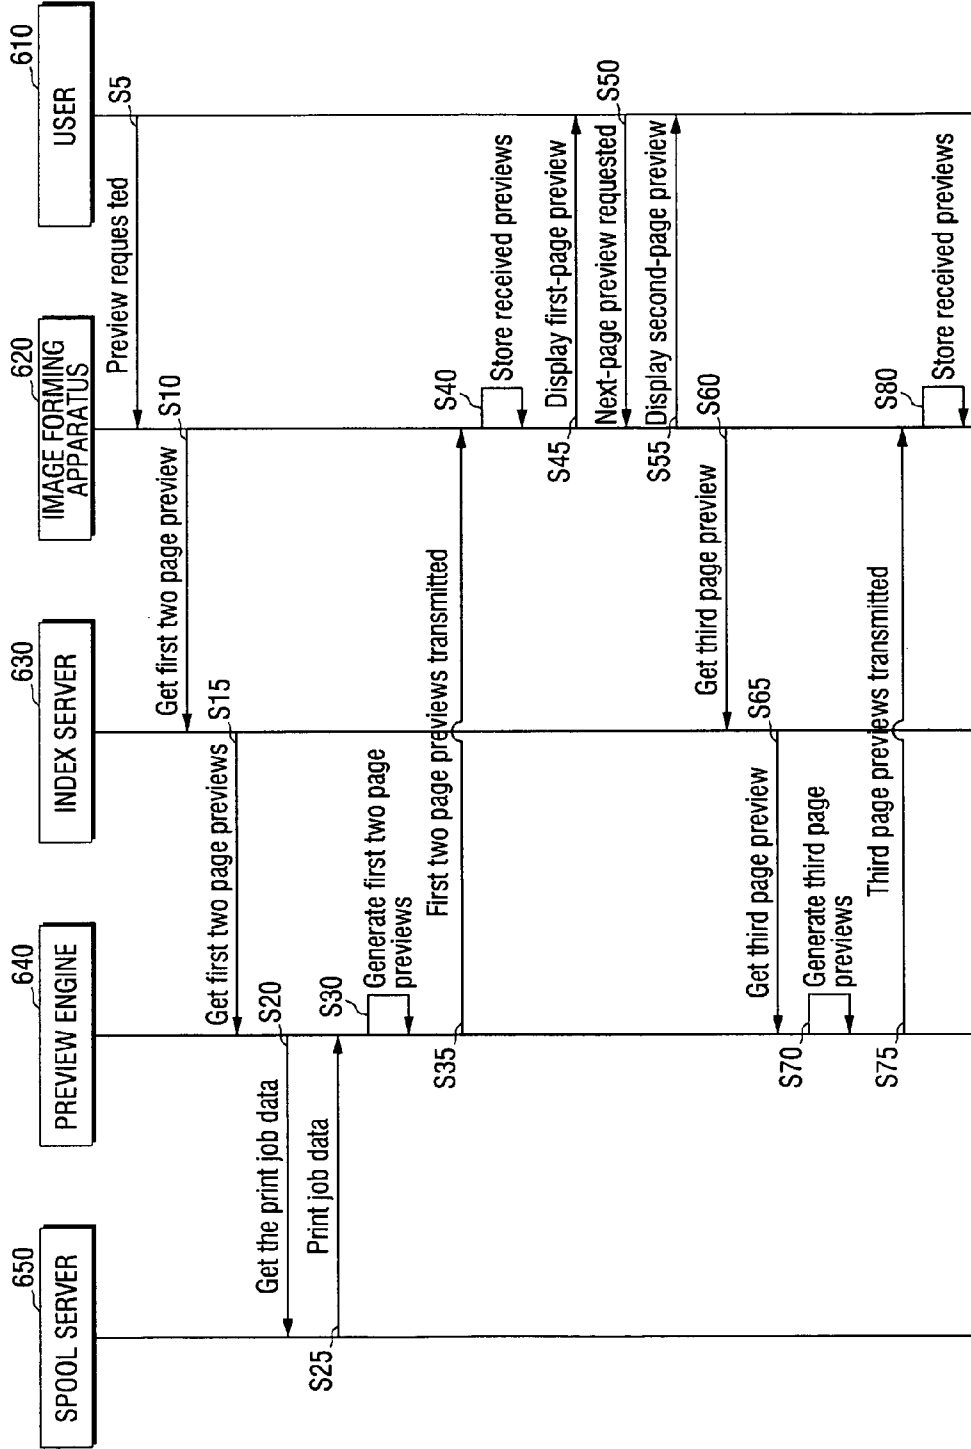 650
SPOOL SERVER
640
PREVIEW ENGINE
630
INDEX SERVER
620
IMAGE FORMING
APPARATUS
610
USER
Preview reques ted
S5
Get first two page preview
S10
Get first two page previews
S15
Get the print job data
S20
S25
Print job data
S30
Generate first two page
previews
S35
First two page previews transmitted
S40
Store received previews
S45
Display first-page preview
Next-page preview requested
S50
S55
Display second-page preview
Get third page preview
S60
Get third page preview
S65
S70
Generate third page
previews
S75
Third page previews transmitted
S80
Store received previews